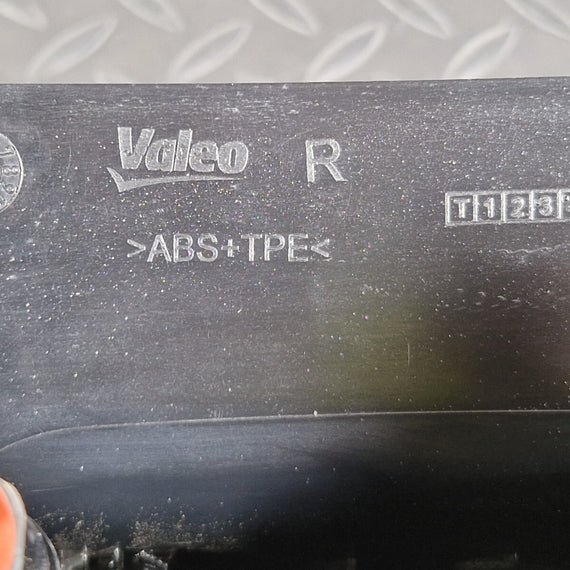 Valeo R
T123
>ABS+TPE<